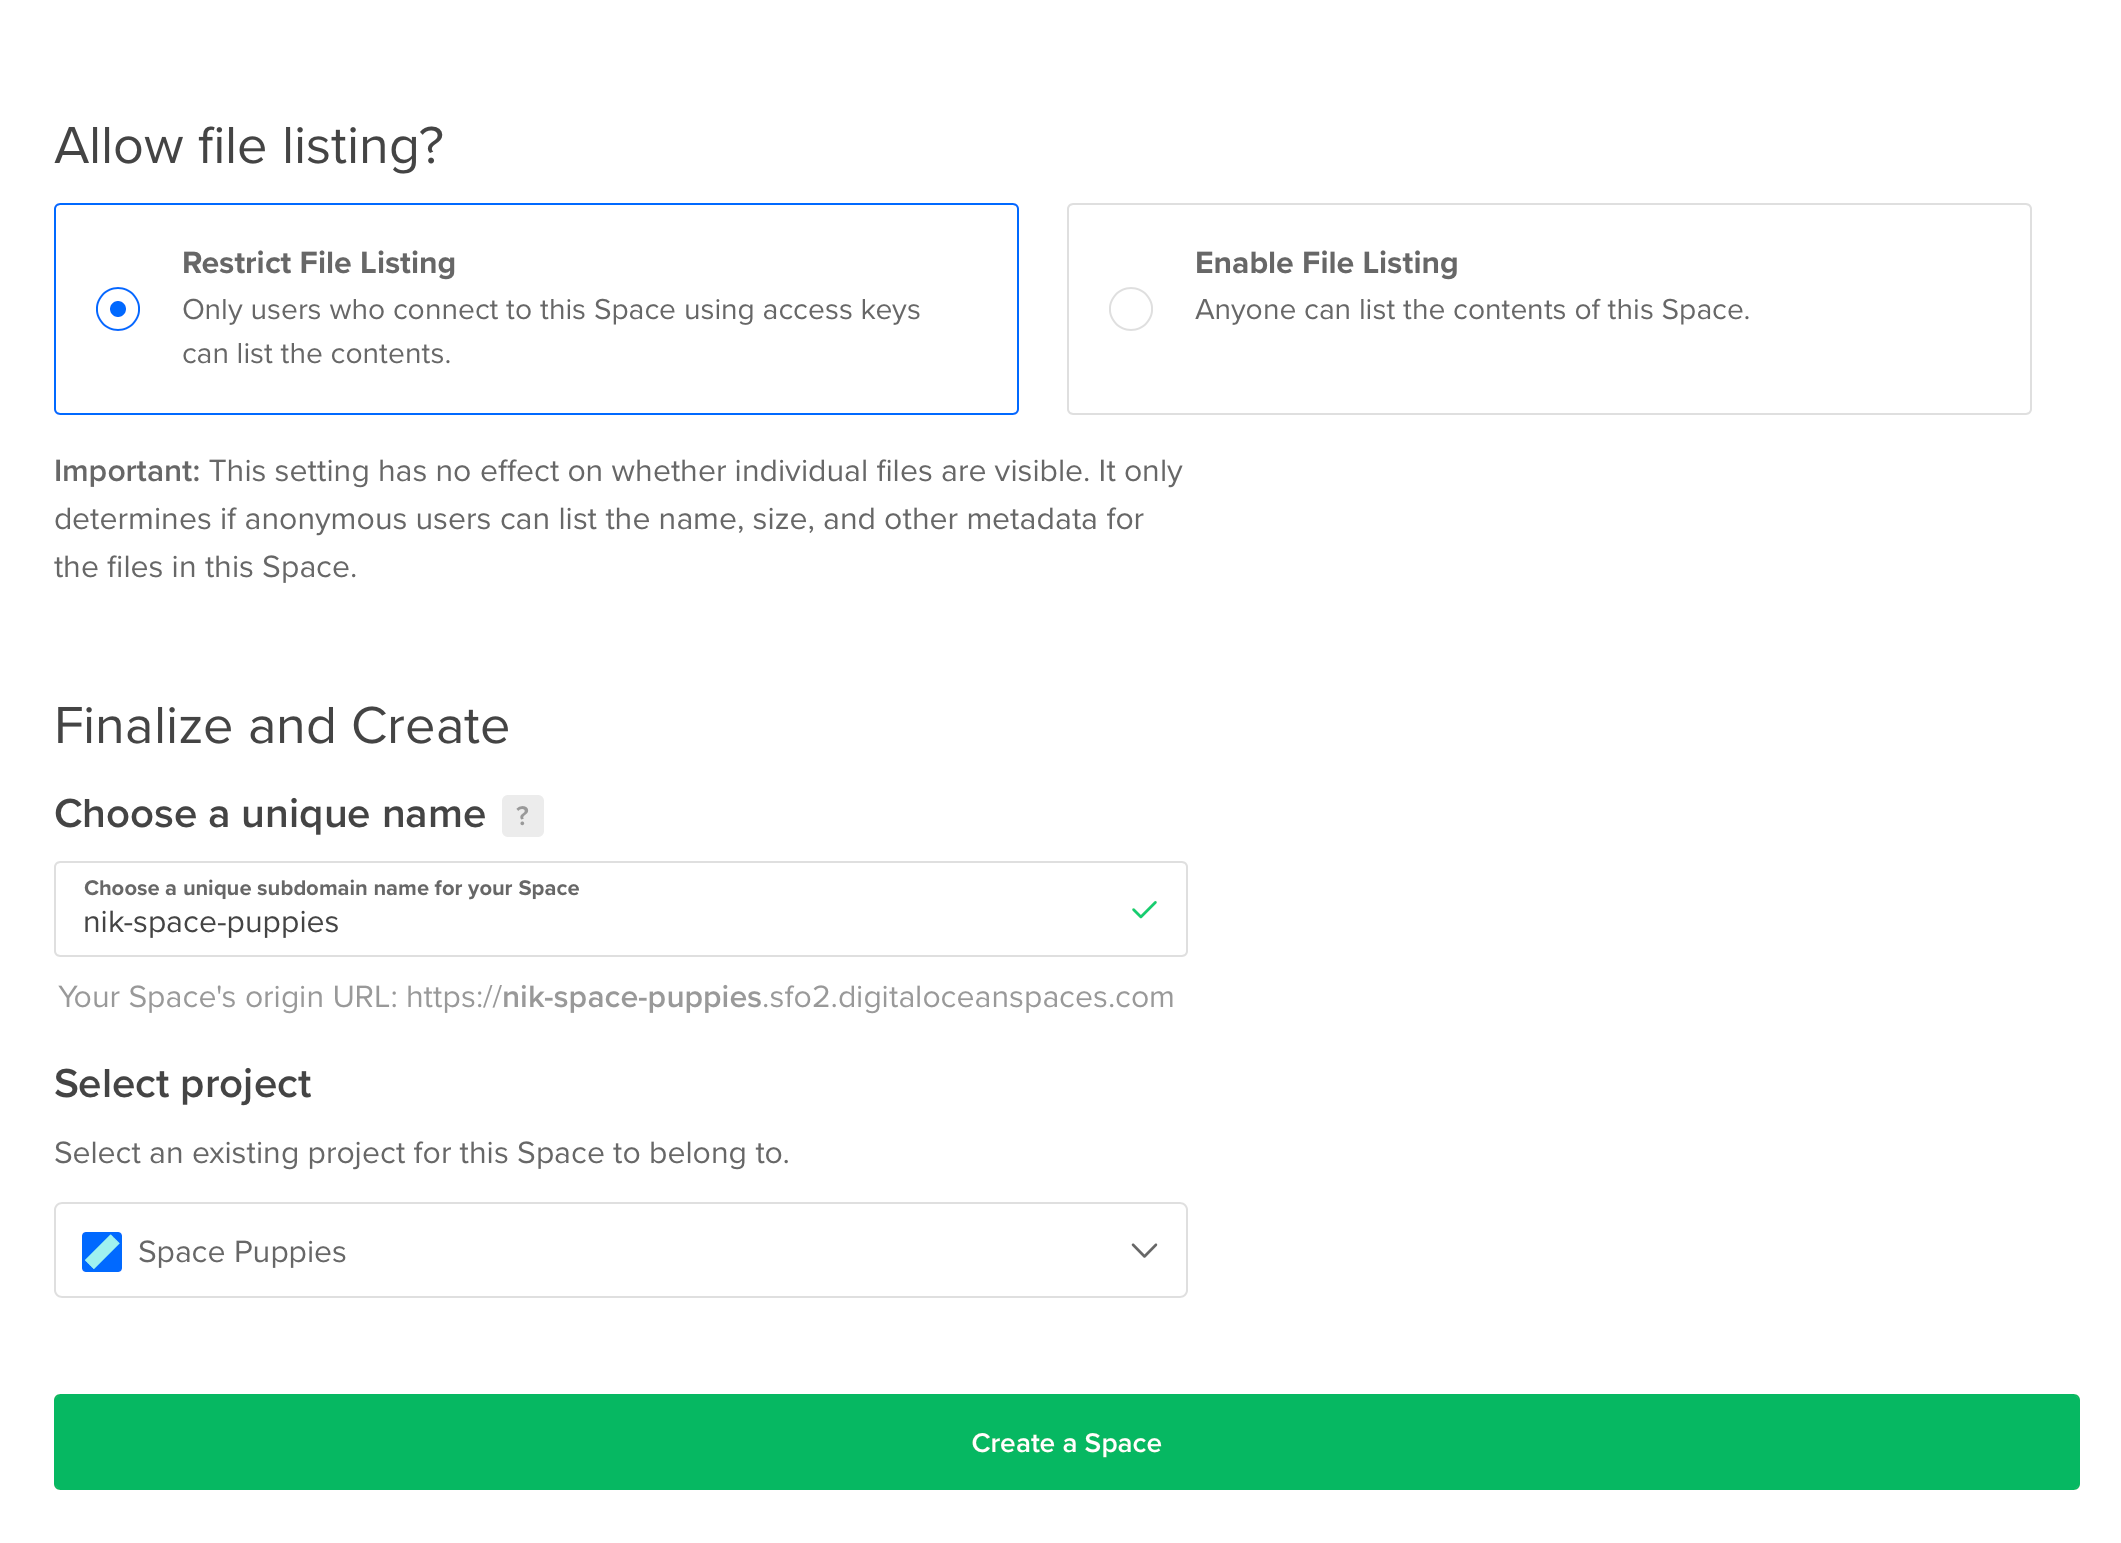 Allow file listing?
Restrict File Listing
Only users who connect to this Space using access keys
can list the contents.
Enable File Listing
Anyone can list the contents of this Space.
Important: This setting has no effect on whether individual files are visible. It only
determines if anonymous users can list the name, size, and other metadata for
the files in this Space.
Finalize and Create
Choose a unique name ?
Choose a unique subdomain name for your Space
nik-space-puppies
Your Space's origin URL: https://nik-space-puppies.sfo2.digitaloceanspaces.com
Select project
Select an existing project for this Space to belong to.
Space Puppies
Create a Space